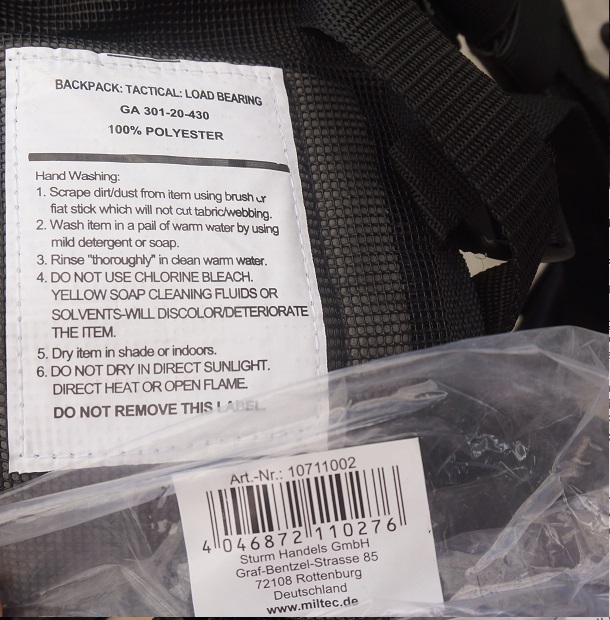 BACKPACK: TACTICAL: LOAD BEARING
GA 301-20-430
100% POLYESTER
Hand Washing:
1. Scrape dirt/dust from item using brush or
fiat stick which will not cut tabric/webbing.
2. Wash item in a pail of warm water by using
mild detergent or soap.
3. Rinse "thoroughly" in clean warm water.
4. DO NOT USE CHLORINE BLEACH.
YELLOW SOAP CLEANING FLUIDS OR
SOLVENTS-WILL DISCOLOR/DETERIORATE
THE ITEM.
5. Dry item in shade or indoors.
6. DO NOT DRY IN DIRECT SUNLIGHT.
DIRECT HEAT OR OPEN FLAME.
DO NOT REMOVE THIS LABEL.
Art.-Nr.: 10711002
4 046872 110276
Sturm Handels GmbH
Graf-Bentzel-Strasse 85
72108 Rottenburg
Deutschland
www.miltec.de